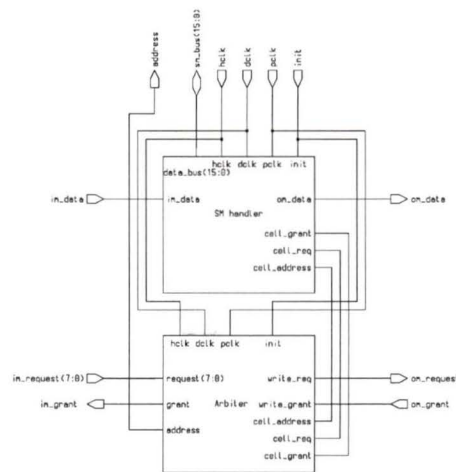 address
sm_bus(15:0)
hclk
dclk
pclk
init
hclk dclk pclk init
data_bus(15:0)
im_data
im_data
om_data
om_data
SM handler
cell_grant
cell_req
cell_address
hclk dclk pclk init
im_request(7:0)
request(7:0)
write_req
om_request
im_grant
grant
Arbiter
write_grant
om_grant
cell_address
address
cell_req
cell_grant